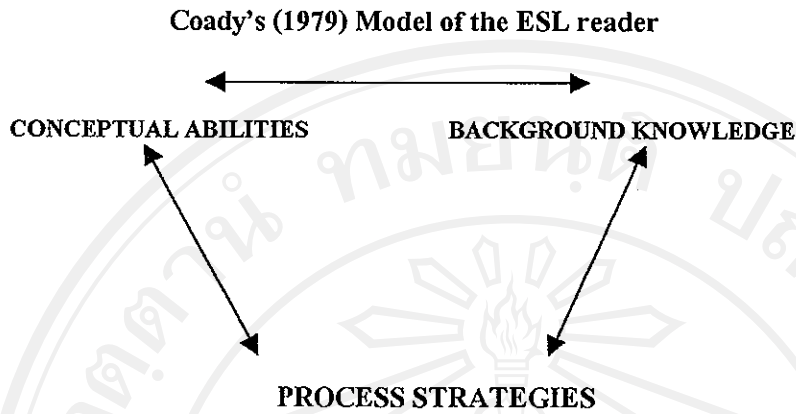 Coady's (1979) Model of the ESL reader
CONCEPTUAL ABILITIES BACKGROUND KNOWLEDGE
PROCESS STRATEGIES